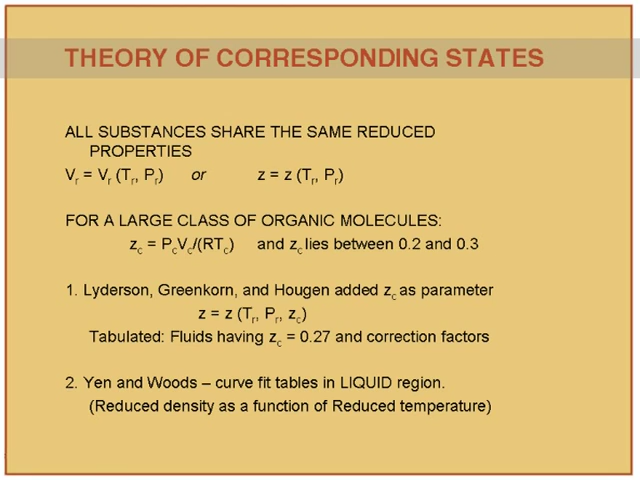 THEORY OF CORRESPONDING STATES
ALL SUBSTANCES SHARE THE SAME REDUCED
PROPERTIES
Vr = Vr (Tr, Pr) or z = z (Tr, Pr)
FOR A LARGE CLASS OF ORGANIC MOLECULES:
zc = PcVc/(RTc) and zc lies between 0.2 and 0.3
1. Lyderson, Greenkorn, and Hougen added zc as parameter
z = z (Tr, Pr, zc)
Tabulated: Fluids having zc = 0.27 and correction factors
2. Yen and Woods – curve fit tables in LIQUID region.
(Reduced density as a function of Reduced temperature)